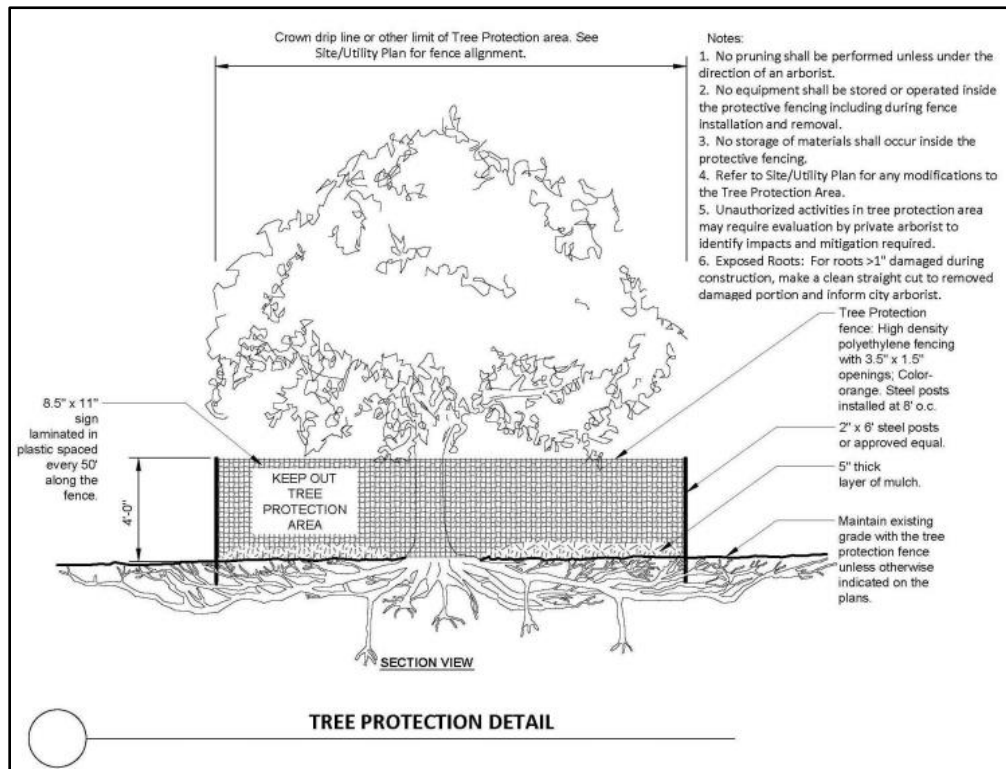 Crown drip line or other limit of Tree Protection area. See
Site/Utility Plan for fence alignment.
Notes:
1. No pruning shall be performed unless under the
direction of an arborist.
2. No equipment shall be stored or operated inside
the protective fencing including during fence
installation and removal.
3. No storage of materials shall occur inside the
protective fencing.
4. Refer to Site/Utility Plan for any modifications to
the Tree Protection Area.
5. Unauthorized activities in tree protection area
may require evaluation by private arborist to
identify impacts and mitigation required.
6. Exposed Roots: For roots >1" damaged during
construction, make a clean straight cut to removed
damaged portion and inform city arborist.
Tree Protection
fence: High density
polyethylene fencing
with 3.5" x 1.5"
openings; Color-
orange. Steel posts
installed at 8' o.c.
2" x 6' steel posts
or approved equal.
5" thick
layer of mulch.
Maintain existing
grade with the tree
protection fence
unless otherwise
indicated on the
plans.
8.5" x 11"
sign
laminated in
plastic spaced
every 50'
along the
fence.
4'-0"
KEEP OUT
TREE
PROTECTION
AREA
SECTION VIEW
TREE PROTECTION DETAIL